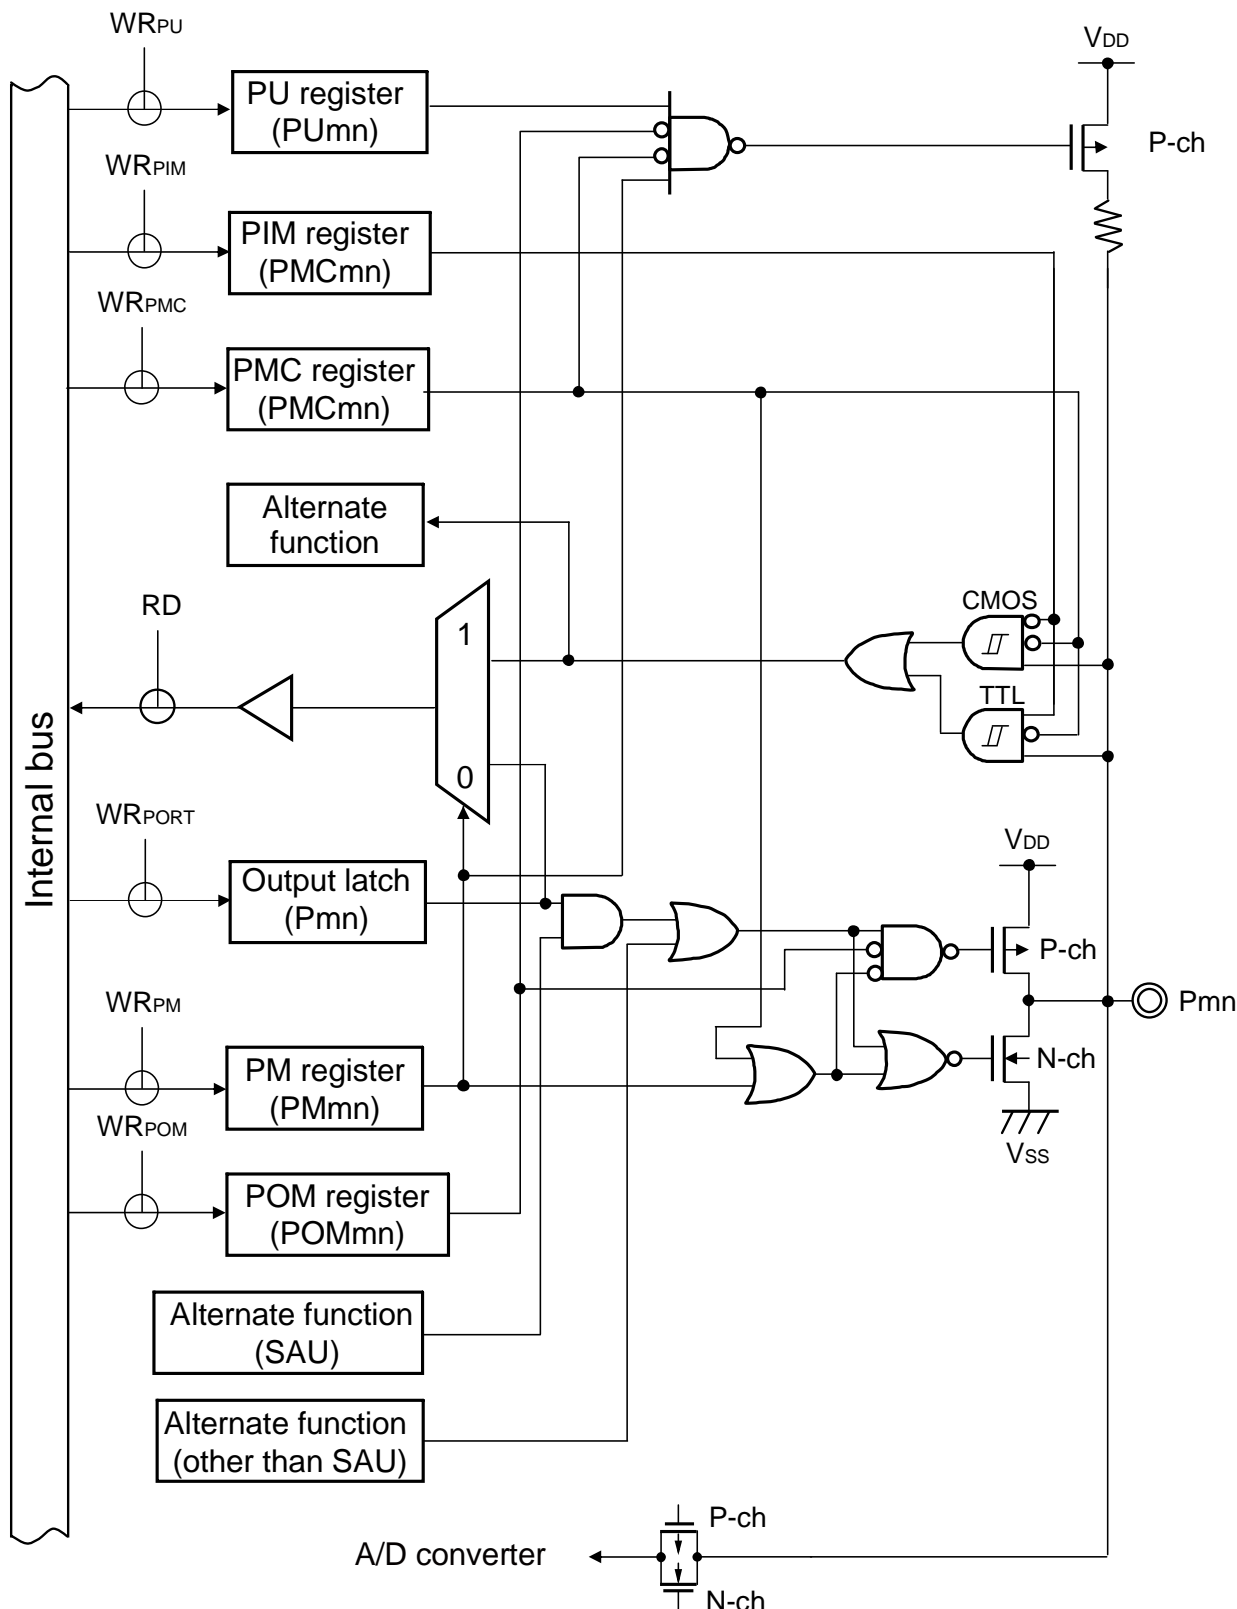 WRPU
VDD
PU register
(PUmn)
P-ch
WRPIM
PIM register
(PMCmn)
WRPMC
PMC register
(PMCmn)
Alternate
function
CMOS
RD
1
TTL
0
Internal bus
WRPORT
VDD
Output latch
(Pmn)
P-ch
WRPM
Pmn
PM register
(PMmn)
N-ch
WRPOM
VSS
POM register
(POMmn)
Alternate function
(SAU)
Alternate function
(other than SAU)
P-ch
A/D converter
N-ch